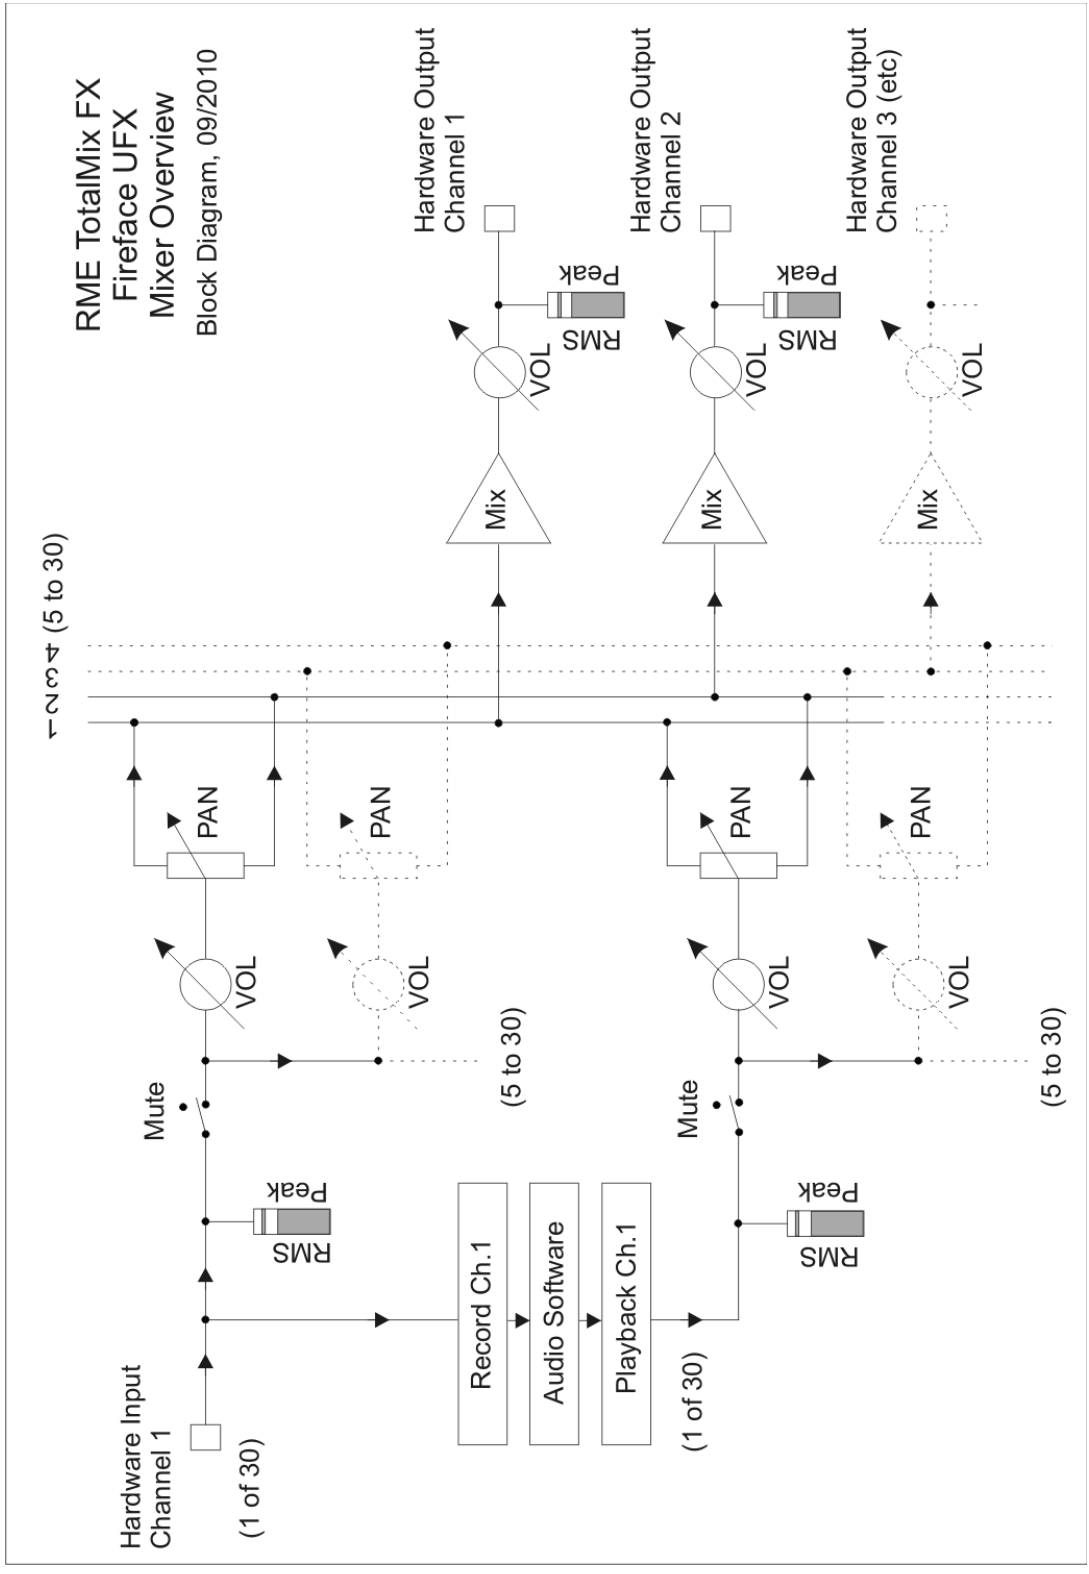 RME TotalMix FX
Fireface UFX
Mixer Overview
Block Diagram, 09/2010
1 2 3 4 (5 to 30)
Hardware Input
Channel 1
(1 of 30)
RMS
Peak
Mute
VOL
PAN
VOL
PAN
(5 to 30)
Record Ch.1
Audio Software
Playback Ch.1
(1 of 30)
RMS
Peak
Mute
VOL
PAN
VOL
PAN
(5 to 30)
Mix
VOL
RMS
Peak
Hardware Output
Channel 1
Mix
VOL
RMS
Peak
Hardware Output
Channel 2
Mix
VOL
Hardware Output
Channel 3 (etc)